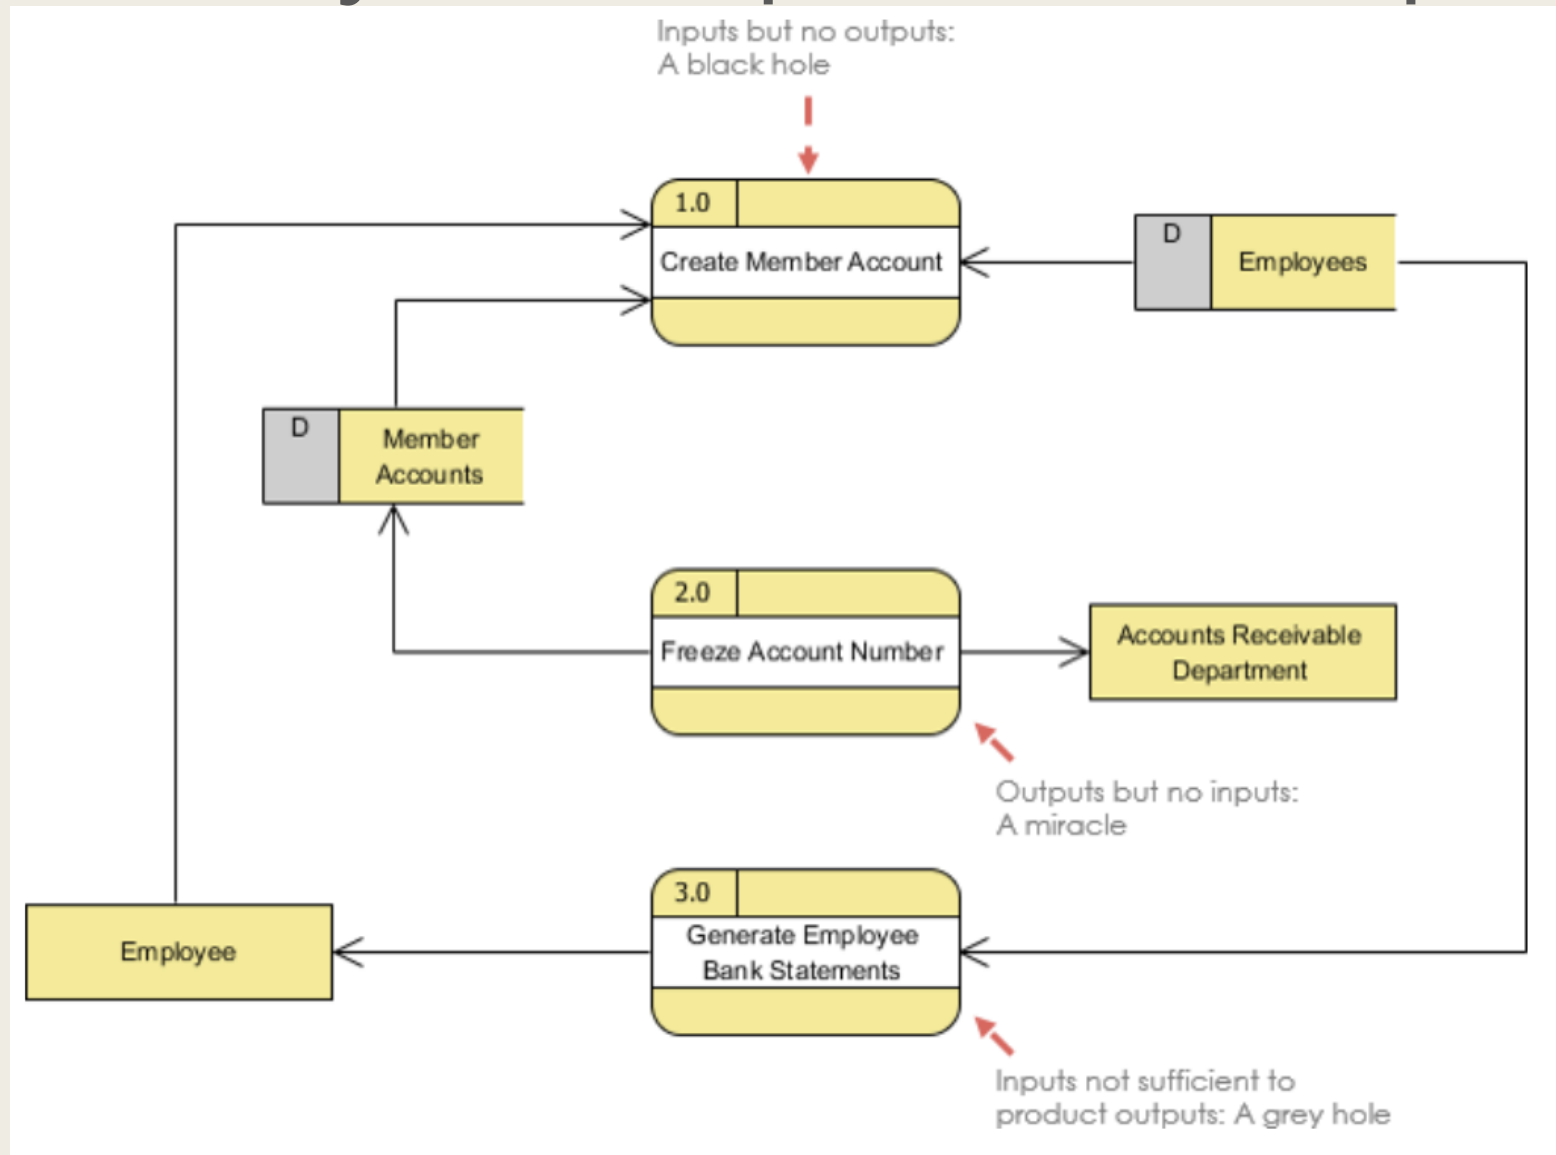 Inputs but no outputs:
A black hole
1.0
Create Member Account
D
Employees
D
Member
Accounts
2.0
Freeze Account Number
Accounts Receivable
Department
Outputs but no inputs:
A miracle
3.0
Generate Employee
Bank Statements
Employee
Inputs not sufficient to
product outputs: A grey hole